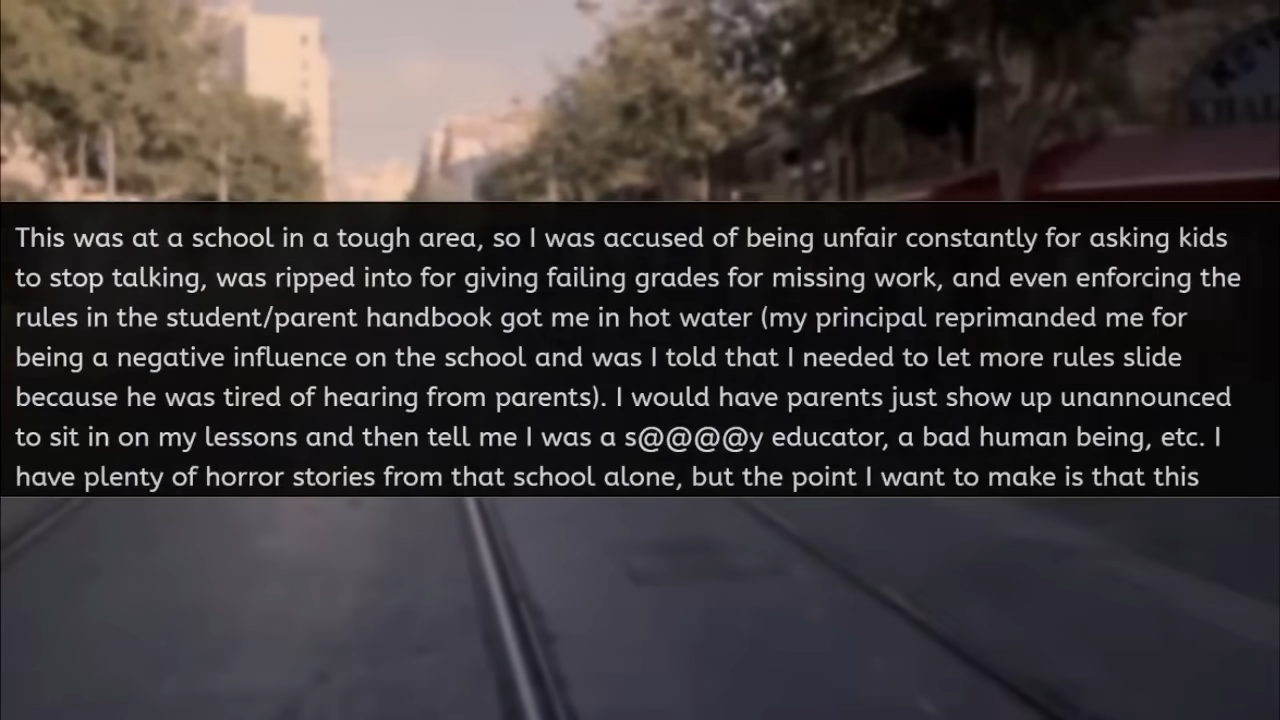 This was at a school in a tough area, so I was accused of being unfair constantly for asking kids
to stop talking, was ripped into for giving failing grades for missing work, and even enforcing the
rules in the student/parent handbook got me in hot water (my principal reprimanded me for
being a negative influence on the school and was I told that I needed to let more rules slide
because he was tired of hearing from parents). I would have parents just show up unannounced
to sit in on my lessons and then tell me I was a s@@@@y educator, a bad human being, etc. I
have plenty of horror stories from that school alone, but the point I want to make is that this